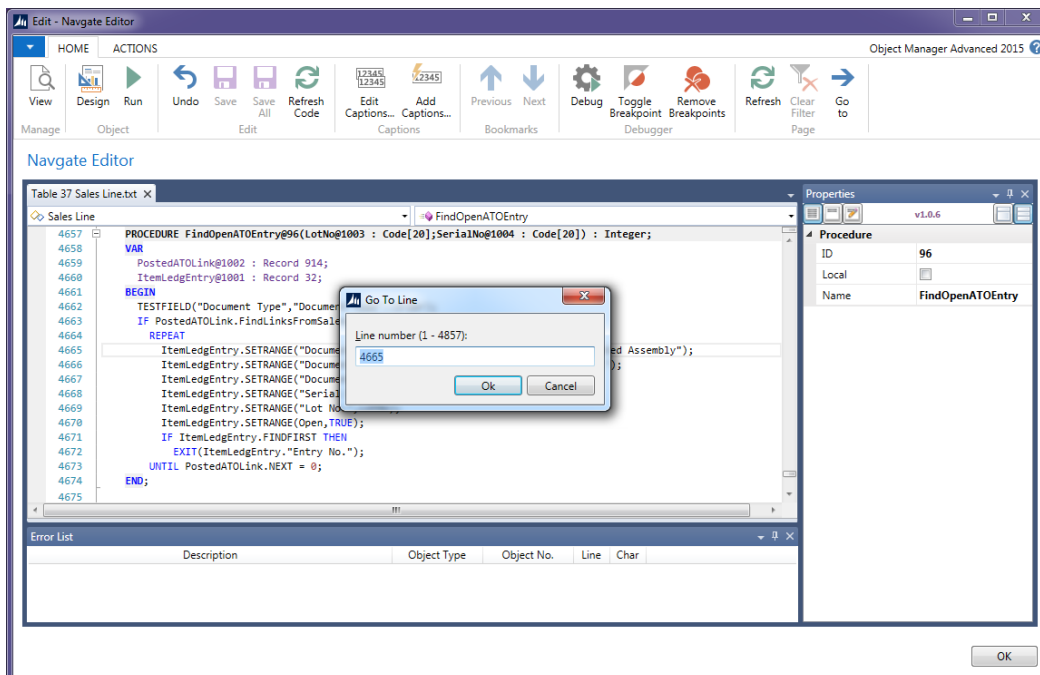 Edit - Navgate Editor
HOME ACTIONS Object Manager Advanced 2015
View Design Run Undo Save Save All Refresh Code Edit Captions... Add Captions... Previous Next Debug Toggle Breakpoint Remove Breakpoints Refresh Clear Filter Go to
Manage Object Edit Captions Bookmarks Debugger Page
Navgate Editor
Table 37 Sales Line.txt
Sales Line FindOpenATOEntry
4657 PROCEDURE FindOpenATOEntry@96(LotNo@1003 : Code[20];SerialNo@1004 : Code[20]) : Integer;
4658 VAR
4659 PostedATOLink@1002 : Record 914;
4660 ItemLedgEntry@1001 : Record 32;
4661 BEGIN
4662 TESTFIELD("Document Type","Docume
4663 IF PostedATOLink.FindLinksFromSale
4664 REPEAT
4665 ItemLedgEntry.SETRANGE("Docume ed Assembly");
4666 ItemLedgEntry.SETRANGE("Docume );
4667 ItemLedgEntry.SETRANGE("Docume
4668 ItemLedgEntry.SETRANGE("Serial
4669 ItemLedgEntry.SETRANGE("Lot No
4670 ItemLedgEntry.SETRANGE(Open,TRUE);
4671 IF ItemLedgEntry.FINDFIRST THEN
4672 EXIT(ItemLedgEntry."Entry No.");
4673 UNTIL PostedATOLink.NEXT = 0;
4674 END;
4675
Go To Line
Line number (1 - 4857):
4665
Ok Cancel
Properties
v1.0.6
Procedure
ID 96
Local
Name FindOpenATOEntry
Error List
Description Object Type Object No. Line Char
OK